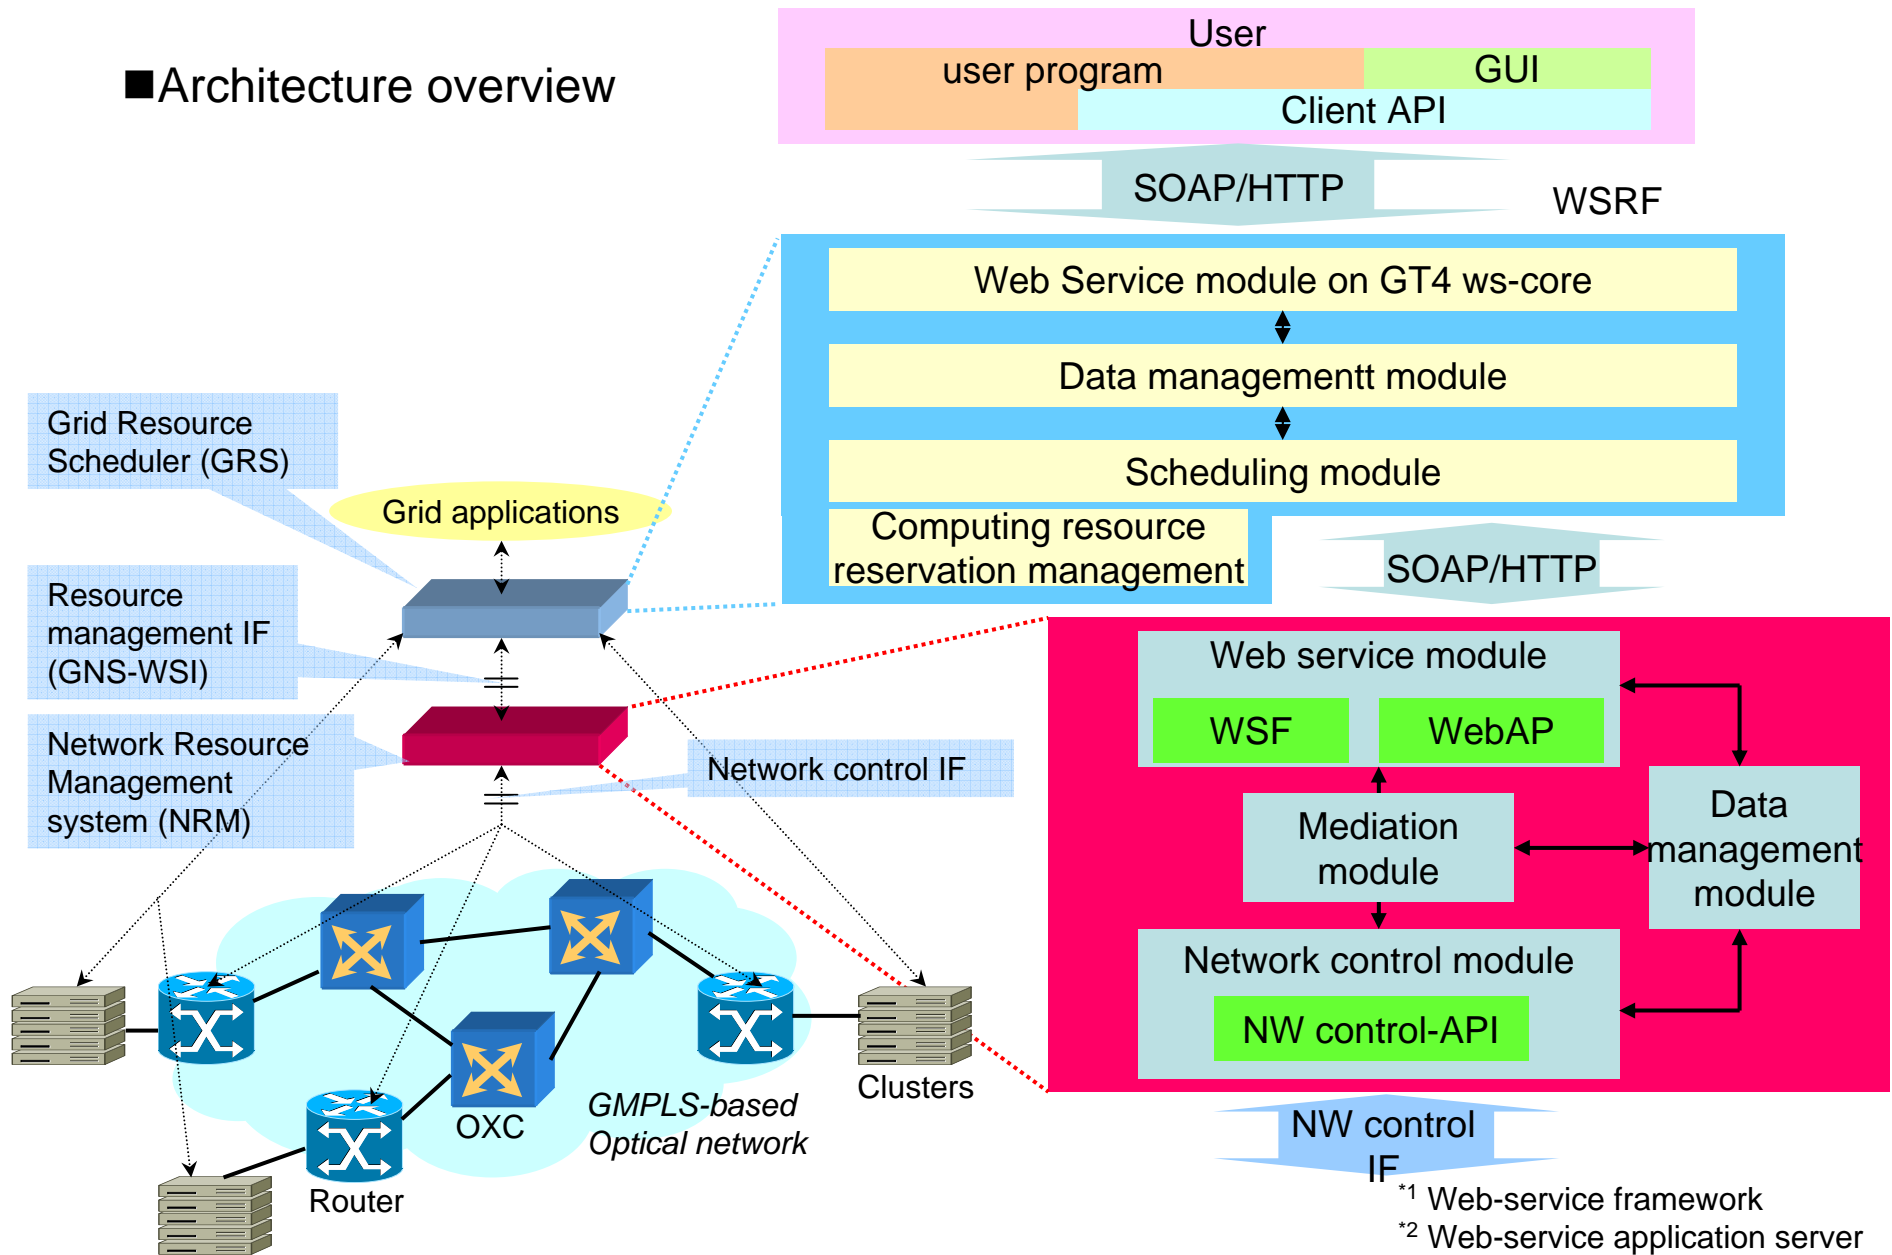 ■Architecture overview
User
user program
GUI
Client API
SOAP/HTTP
WSRF
Web Service module on GT4 ws-core
Data managementt module
Scheduling module
Computing resource
reservation management
SOAP/HTTP
Grid Resource
Scheduler (GRS)
Grid applications
Resource
management IF
(GNS-WSI)
Network Resource
Management
system (NRM)
Network control IF
Web service module
WSF
WebAP
Mediation
module
Data
management
module
Network control module
NW control-API
NW control
IF
Clusters
GMPLS-based
Optical network
OXC
Router
*1 Web-service framework
*2 Web-service application server